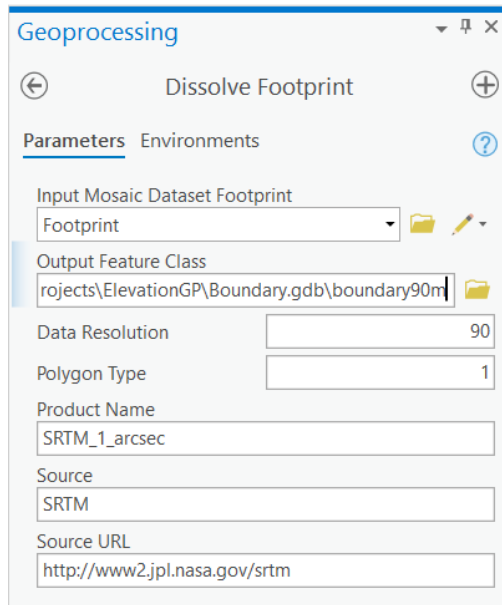 Geoprocessing
Dissolve Footprint
Parameters Environments
Input Mosaic Dataset Footprint
Footprint
Output Feature Class
rojects\ElevationGP\Boundary.gdb\boundary90m
Data Resolution 90
Polygon Type 1
Product Name
SRTM_1_arcsec
Source
SRTM
Source URL
http://www2.jpl.nasa.gov/srtm